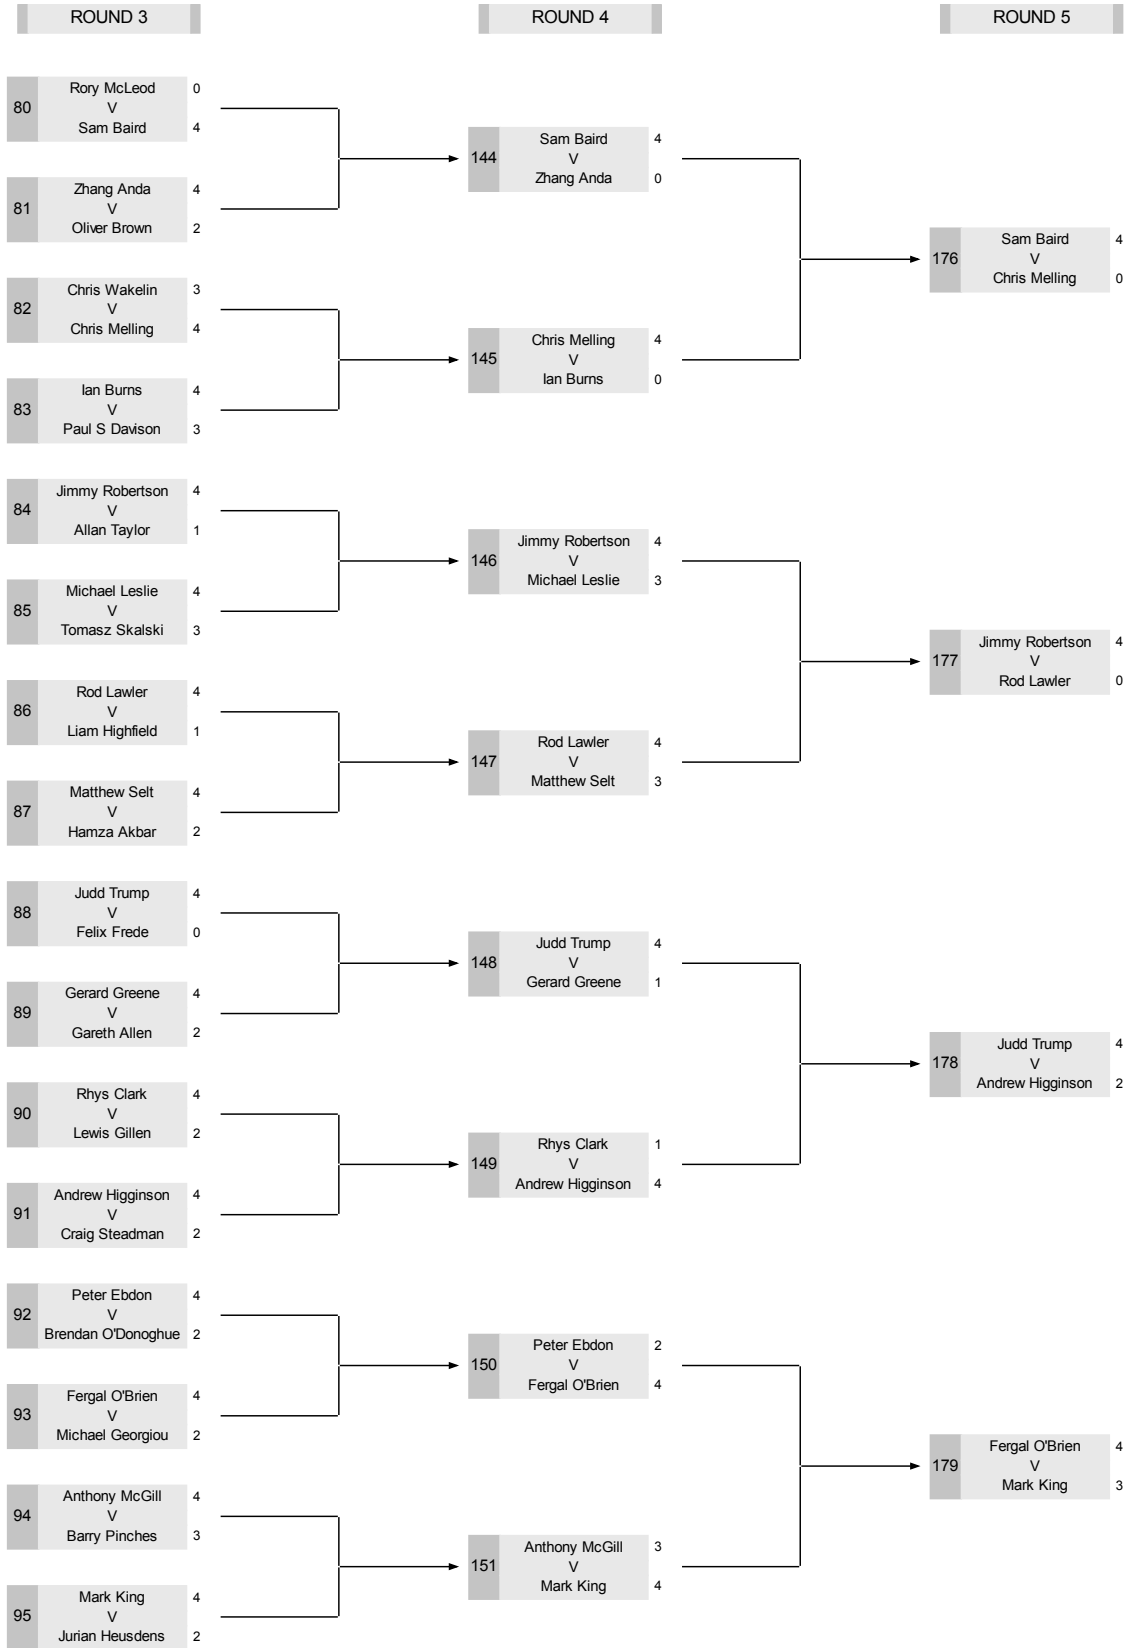 ROUND 3
ROUND 4
ROUND 5
80
Rory McLeod 0
V
Sam Baird 4
81
Zhang Anda 4
V
Oliver Brown 2
82
Chris Wakelin 3
V
Chris Melling 4
83
Ian Burns 4
V
Paul S Davison 3
84
Jimmy Robertson 4
V
Allan Taylor 1
85
Michael Leslie 4
V
Tomasz Skalski 3
86
Rod Lawler 4
V
Liam Highfield 1
87
Matthew Selt 4
V
Hamza Akbar 2
88
Judd Trump 4
V
Felix Frede 0
89
Gerard Greene 4
V
Gareth Allen 2
90
Rhys Clark 4
V
Lewis Gillen 2
91
Andrew Higginson 4
V
Craig Steadman 2
92
Peter Ebdon 4
V
Brendan O'Donoghue 2
93
Fergal O'Brien 4
V
Michael Georgiou 2
94
Anthony McGill 4
V
Barry Pinches 3
95
Mark King 4
V
Jurian Heusdens 2
144
Sam Baird 4
V
Zhang Anda 0
145
Chris Melling 4
V
Ian Burns 0
146
Jimmy Robertson 4
V
Michael Leslie 3
147
Rod Lawler 4
V
Matthew Selt 3
148
Judd Trump 4
V
Gerard Greene 1
149
Rhys Clark 1
V
Andrew Higginson 4
150
Peter Ebdon 2
V
Fergal O'Brien 4
151
Anthony McGill 3
V
Mark King 4
176
Sam Baird 4
V
Chris Melling 0
177
Jimmy Robertson 4
V
Rod Lawler 0
178
Judd Trump 4
V
Andrew Higginson 2
179
Fergal O'Brien 4
V
Mark King 3